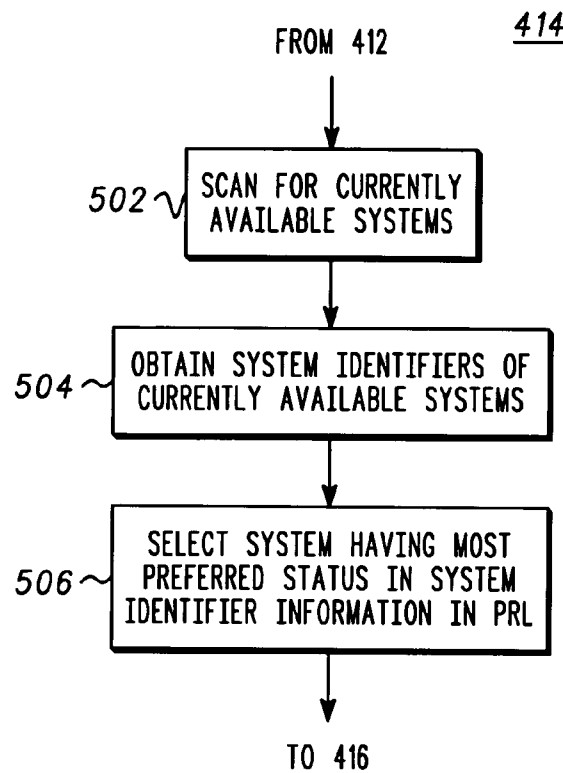 414
FROM 412
502
SCAN FOR CURRENTLY
AVAILABLE SYSTEMS
504
OBTAIN SYSTEM IDENTIFIERS OF
CURRENTLY AVAILABLE SYSTEMS
506
SELECT SYSTEM HAVING MOST
PREFERRED STATUS IN SYSTEM
IDENTIFIER INFORMATION IN PRL
TO 416